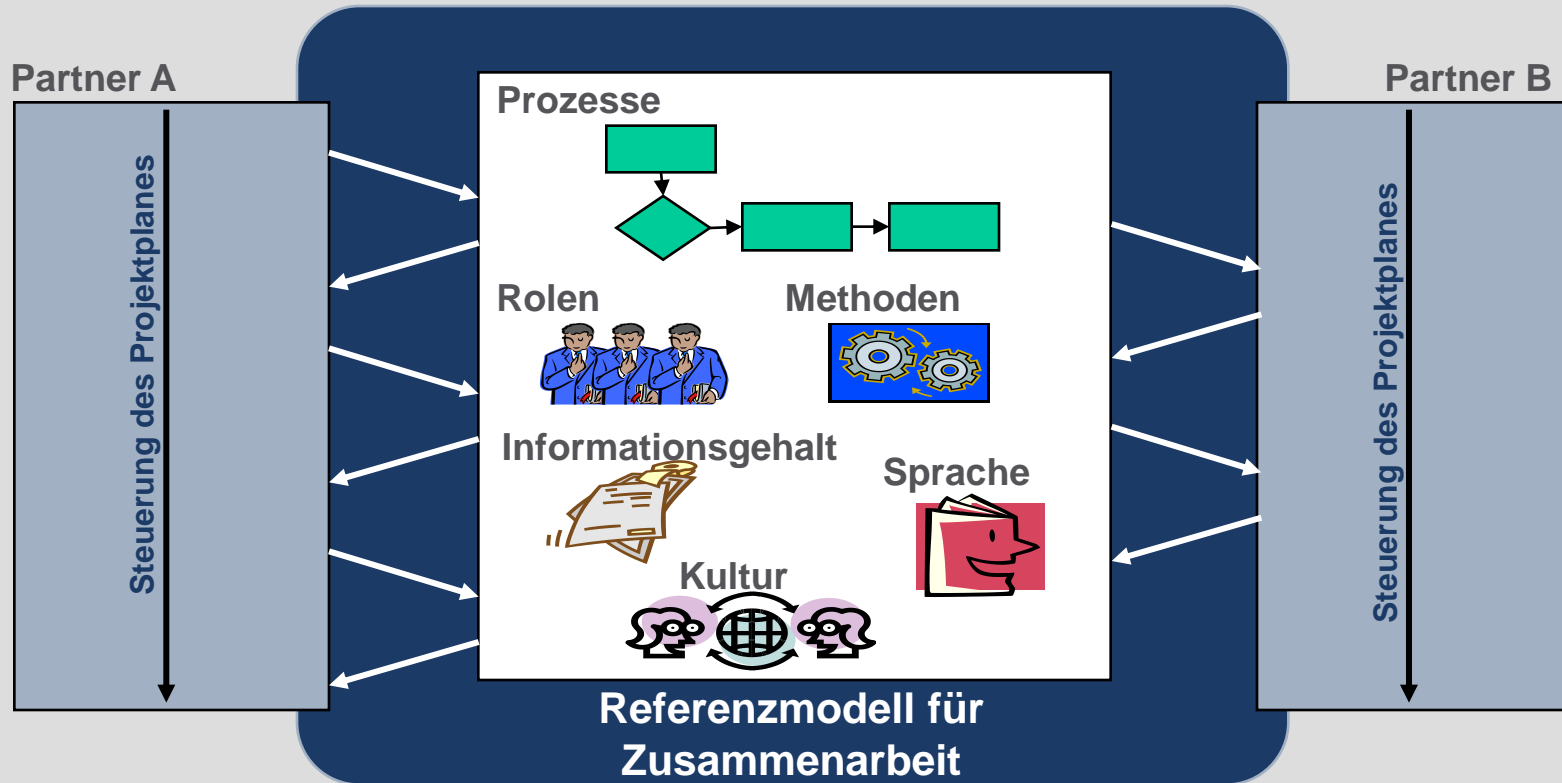 Partner A
Partner B
Steuerung des Projektplanes
Prozesse
Rolen
Methoden
Informationsgehalt
Sprache
Kultur
Steuerung des Projektplanes
Referenzmodell für
Zusammenarbeit